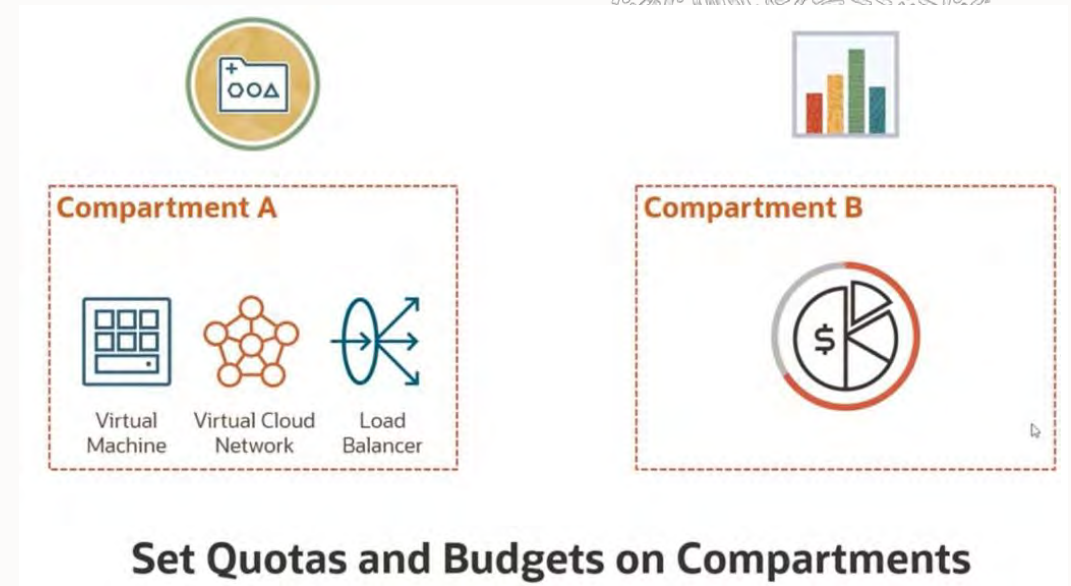 Compartment A
Compartment B
$
Virtual
Machine
Virtual Cloud
Network
Load
Balancer
Set Quotas and Budgets on Compartments